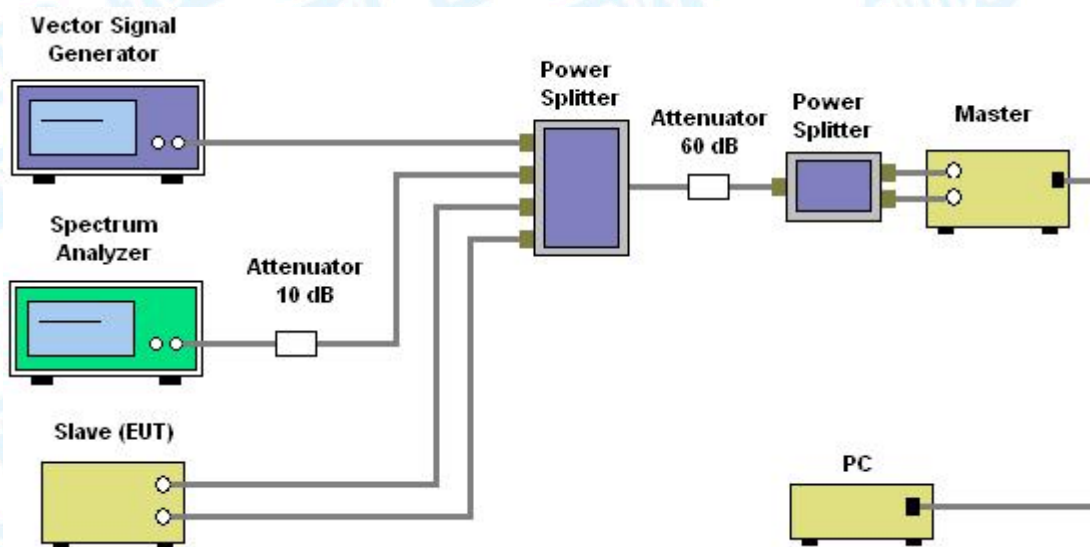 Vector Signal
Generator
Power
Splitter
Attenuator
60 dB
Power
Splitter
Master
Spectrum
Analyzer
Attenuator
10 dB
Slave (EUT)
PC